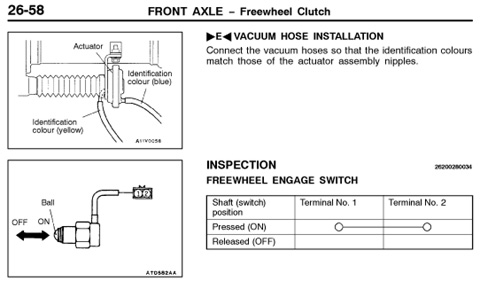 26-58
FRONT AXLE – Freewheel Clutch
Actuator
Identification
colour (blue)
Identification
colour (yellow)
▶E◀ VACUUM HOSE INSTALLATION
Connect the vacuum hoses so that the identification colours
match those of the actuator assembly nipples.
Ball
OFF ON
1 2
AT0562AA
INSPECTION
26200280034
FREEWHEEL ENGAGE SWITCH
Shaft (switch)
position
Terminal No. 1
Terminal No. 2
Pressed (ON)
Released (OFF)